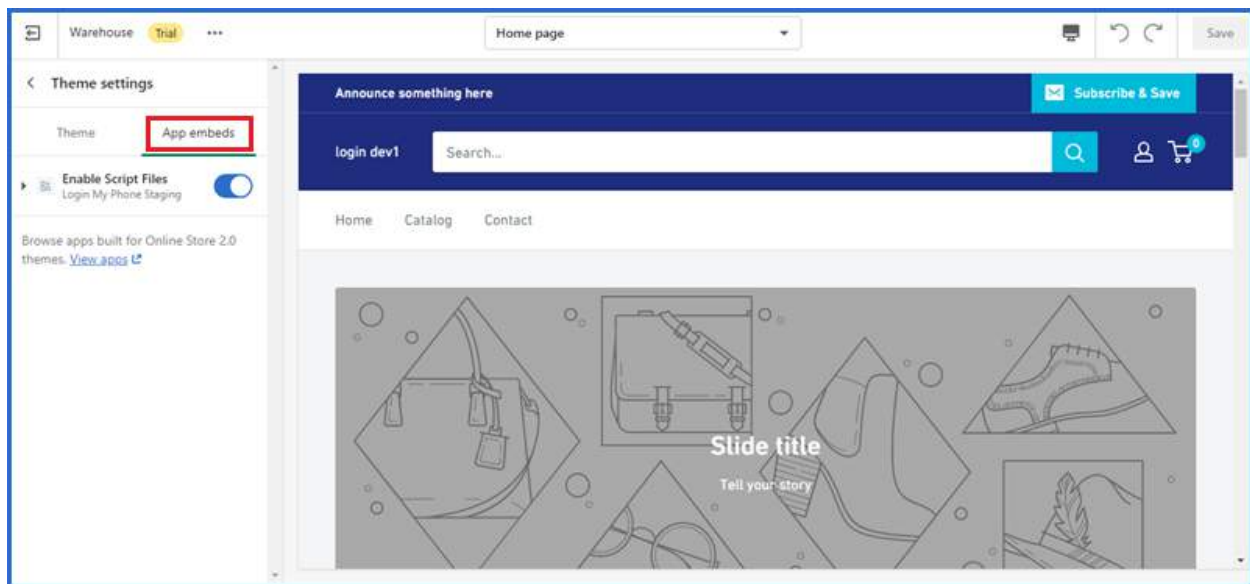 Warehouse Trial
Home page
Save
Theme settings
Theme App embeds
Enable Script Files
Login My Phone Staging
Browse apps built for Online Store 2.0
themes. View apps
Announce something here
Subscribe & Save
login dev1
Search...
0
Home Catalog Contact
Slide title
Tell your story